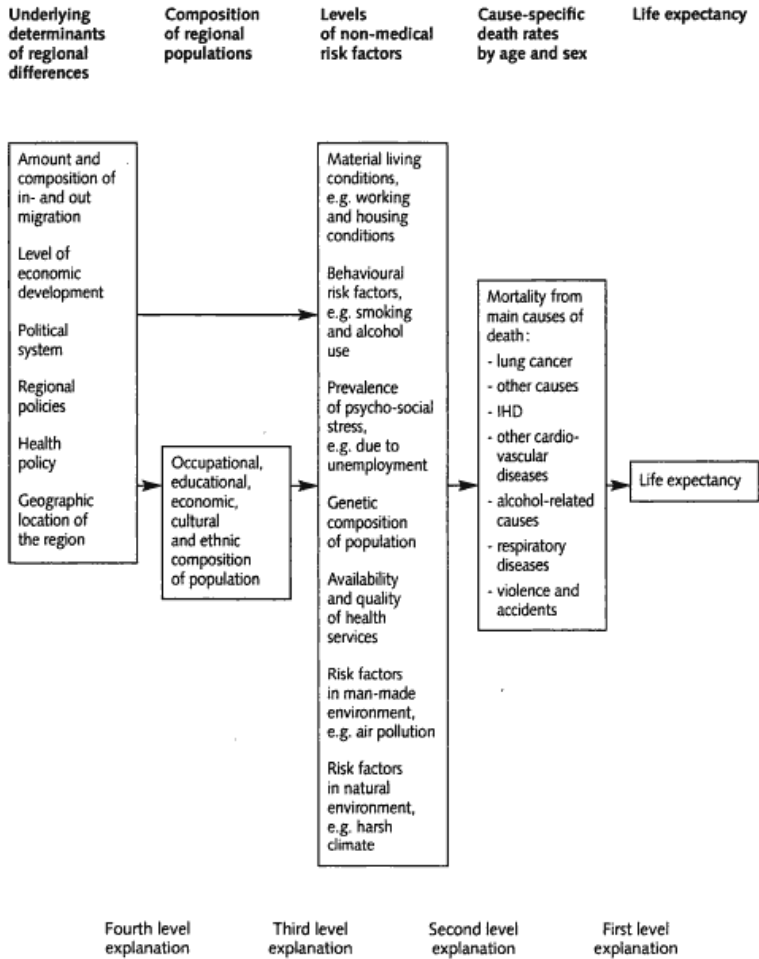 Underlying
determinants
of regional
differences
Composition
of regional
populations
Levels
of non-medical
risk factors
Cause-specific
death rates
by age and sex
Life expectancy
Amount and
composition of
in- and out
migration
Level of
economic
development
Political
system
Regional
policies
Health
policy
Geographic
location of
the region
Occupational,
educational,
economic,
cultural
and ethnic
composition
of population
Material living
conditions,
e.g. working
and housing
conditions
Behavioural
risk factors,
e.g. smoking
and alcohol
use
Prevalence
of psycho-social
stress,
e.g. due to
unemployment
Genetic
composition
of population
Availability
and quality
of health
services
Risk factors
in man-made
environment,
e.g. air pollution
Risk factors
in natural
environment,
e.g. harsh
climate
Mortality from
main causes of
death:
- lung cancer
- other causes
- IHD
- other cardio-
vascular
diseases
- alcohol-related
causes
- respiratory
diseases
- violence and
accidents
Life expectancy
Fourth level
explanation
Third level
explanation
Second level
explanation
First level
explanation